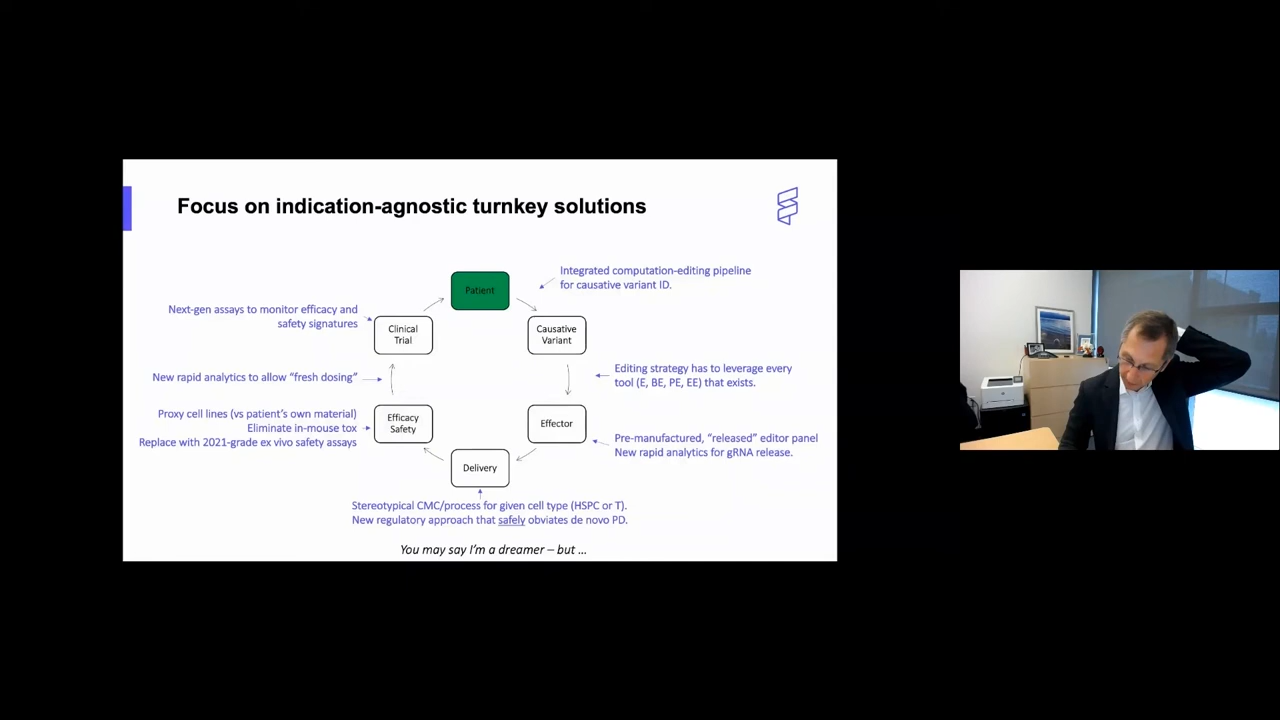 Focus on indication-agnostic turnkey solutions
Patient
Integrated computation-editing pipeline
for causative variant ID.
Causative
Variant
Editing strategy has to leverage every
tool (E, BE, PE, EE) that exists.
Effector
Pre-manufactured, “released” editor panel
New rapid analytics for gRNA release.
Delivery
Stereotypical CMC/process for given cell type (HSPC or T).
New regulatory approach that safely obviates de novo PD.
Efficacy
Safety
Proxy cell lines (vs patient’s own material)
Eliminate in-mouse tox
Replace with 2021-grade ex vivo safety assays
New rapid analytics to allow “fresh dosing”
Clinical
Trial
Next-gen assays to monitor efficacy and
safety signatures
You may say I’m a dreamer – but …